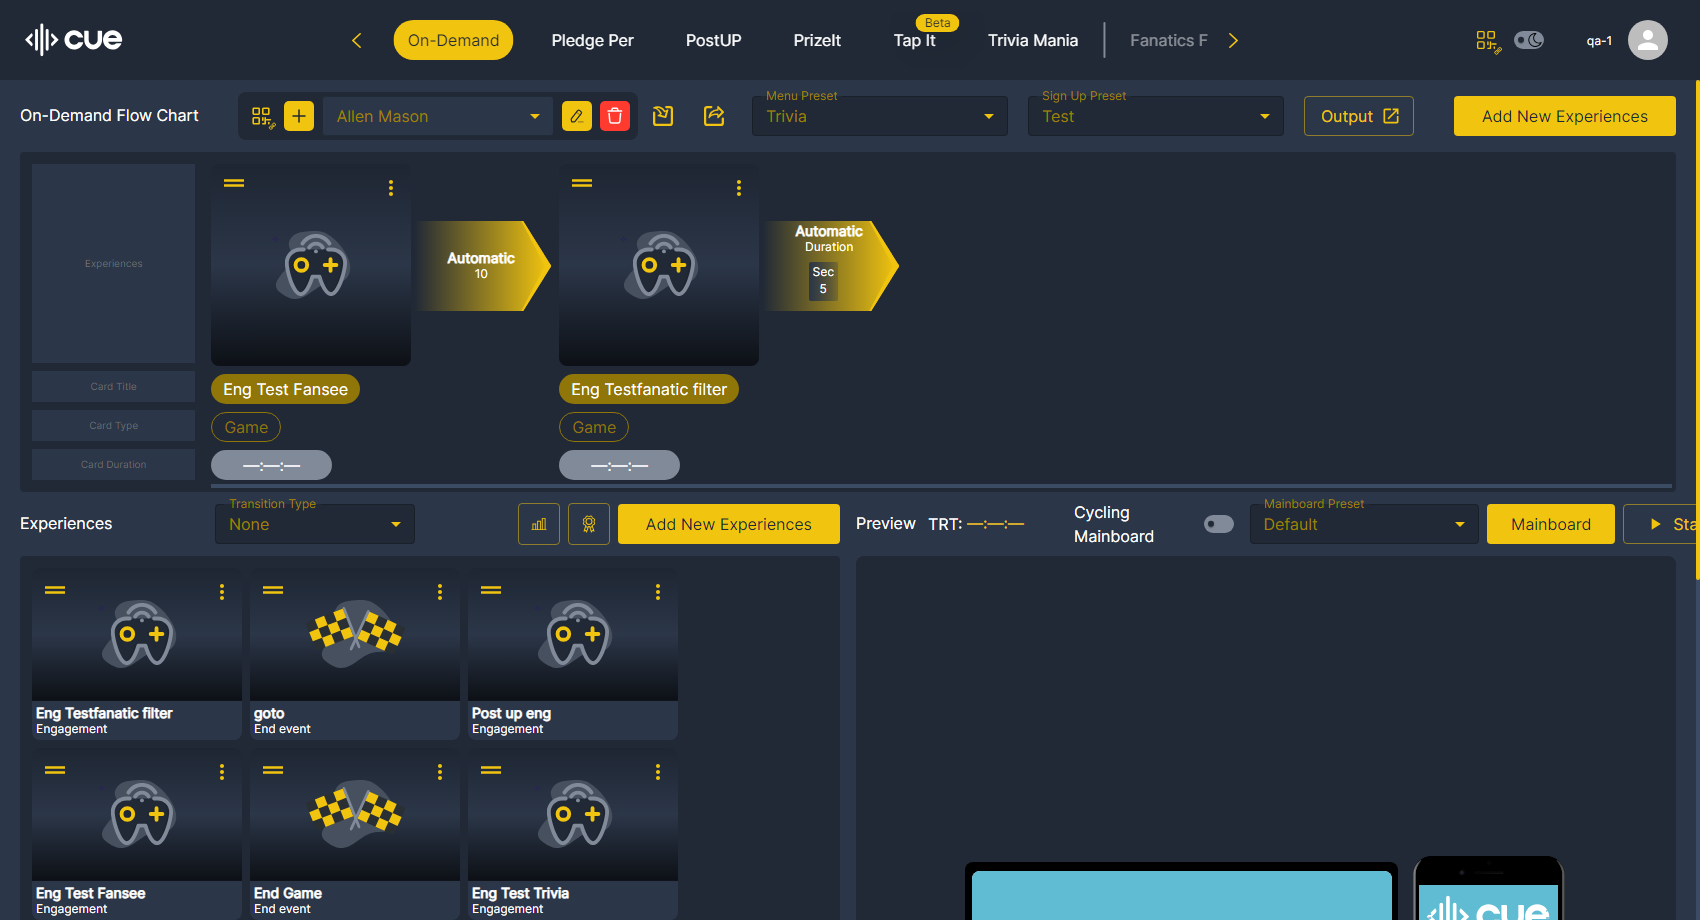 cue
On-Demand
Pledge Per
PostUP
PrizeIt
Beta
Tap It
Trivia Mania
Fanatics F
qa-1
On-Demand Flow Chart
Allen Mason
Menu Preset
Trivia
Sign Up Preset
Test
Output
Add New Experiences
Experiences
Automatic
10
Automatic
Duration
Sec
5
Card Title
Eng Test Fansee
Eng Testfanatic filter
Card Type
Game
Game
Card Duration
—:—:—
—:—:—
Experiences
Transition Type
None
Add New Experiences
Preview
TRT: —:—:—
Cycling
Mainboard
Mainboard Preset
Default
Mainboard
Sta
Eng Testfanatic filter
Engagement
goto
End event
Post up eng
Engagement
Eng Test Fansee
Engagement
End Game
End event
Eng Test Trivia
Engagement
cue